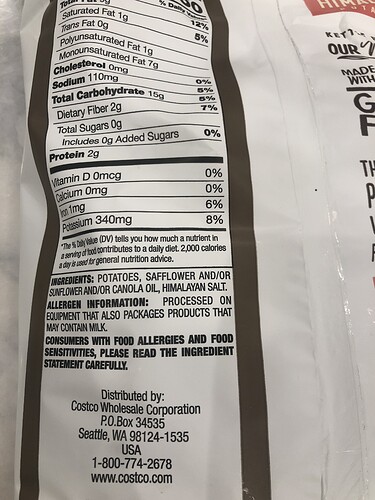 % Daily Value*
Total Fat 9g 12%
Saturated Fat 1g 5%
Trans Fat 0g
Polyunsaturated Fat 1g
Monounsaturated Fat 7g
Cholesterol 0mg 0%
Sodium 110mg 5%
Total Carbohydrate 15g 5%
Dietary Fiber 2g 7%
Total Sugars 0g
Includes 0g Added Sugars 0%
Protein 2g
Vitamin D 0mcg 0%
Calcium 0mg 0%
Iron 1mg 6%
Potassium 340mg 8%
*The % Daily Value (DV) tells you how much a nutrient in
a serving of food contributes to a daily diet. 2,000 calories
a day is used for general nutrition advice.
INGREDIENTS: POTATOES, SAFFLOWER AND/OR
SUNFLOWER AND/OR CANOLA OIL, HIMALAYAN SALT.
ALLERGEN INFORMATION: PROCESSED ON
EQUIPMENT THAT ALSO PACKAGES PRODUCTS THAT
MAY CONTAIN MILK.
CONSUMERS WITH FOOD ALLERGIES AND FOOD
SENSITIVITIES, PLEASE READ THE INGREDIENT
STATEMENT CAREFULLY.
Distributed by:
Costco Wholesale Corporation
P.O.Box 34535
Seattle, WA 98124-1535
USA
1-800-774-2678
www.costco.com
OUR
MADE
WITH